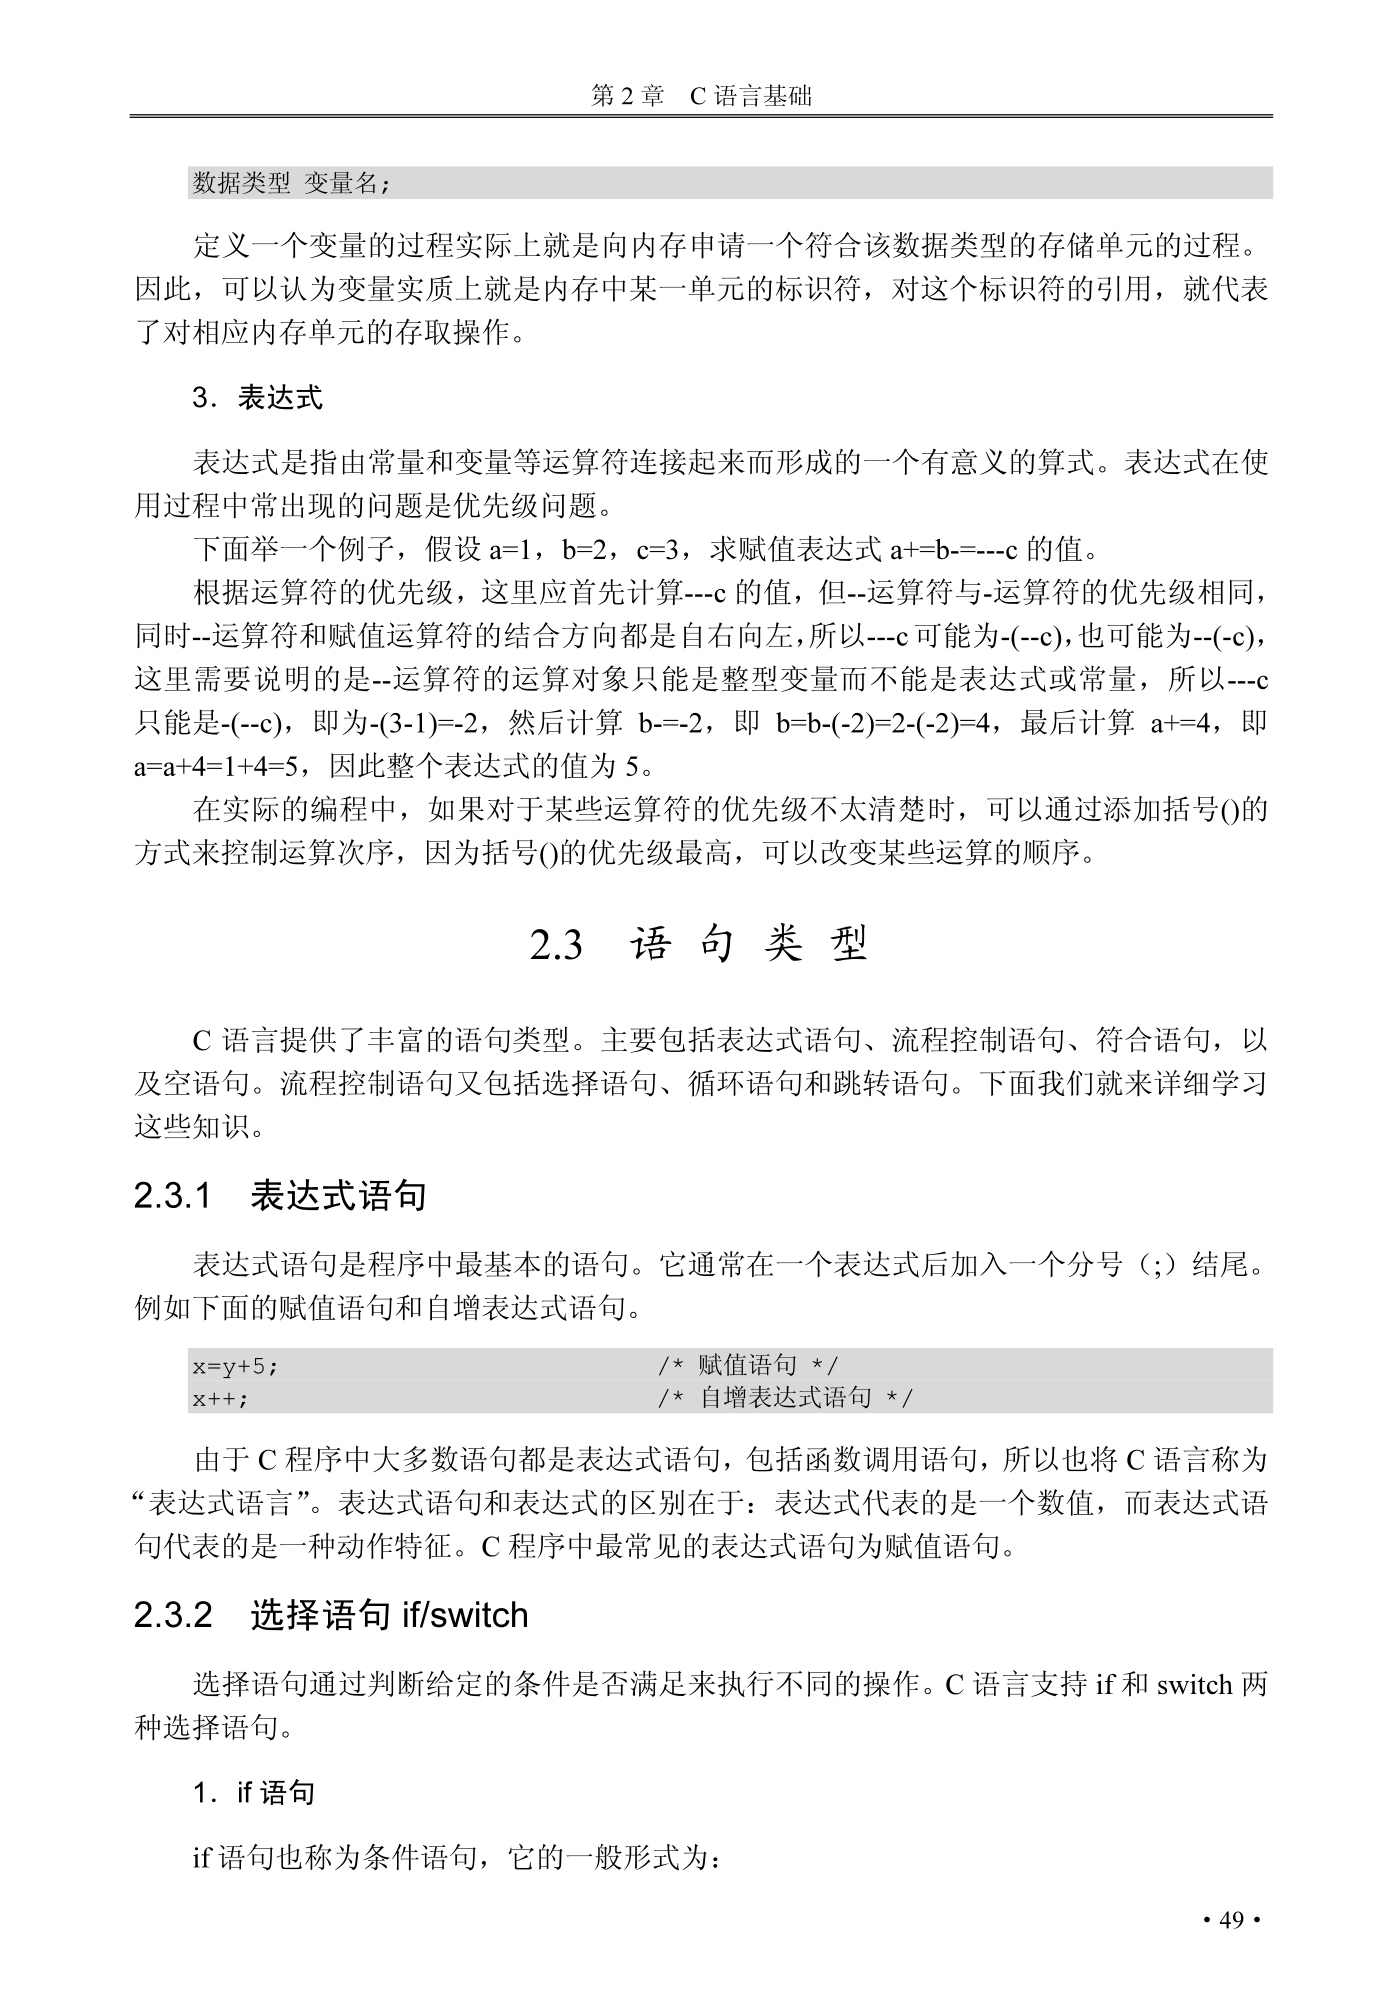 第 2 章　C 语言基础
数据类型 变量名;
定义一个变量的过程实际上就是向内存申请一个符合该数据类型的存储单元的过程。
因此，可以认为变量实质上就是内存中某一单元的标识符，对这个标识符的引用，就代表
了对相应内存单元的存取操作。
3．表达式
表达式是指由常量和变量等运算符连接起来而形成的一个有意义的算式。表达式在使
用过程中常出现的问题是优先级问题。
下面举一个例子，假设 a=1，b=2，c=3，求赋值表达式 a+=b-=---c 的值。
根据运算符的优先级，这里应首先计算---c 的值，但--运算符与-运算符的优先级相同，
同时--运算符和赋值运算符的结合方向都是自右向左，所以---c 可能为-(--c)，也可能为--(-c)，
这里需要说明的是--运算符的运算对象只能是整型变量而不能是表达式或常量，所以---c
只能是-(--c)，即为-(3-1)=-2，然后计算 b-=-2，即 b=b-(-2)=2-(-2)=4，最后计算 a+=4，即
a=a+4=1+4=5，因此整个表达式的值为 5。
在实际的编程中，如果对于某些运算符的优先级不太清楚时，可以通过添加括号()的
方式来控制运算次序，因为括号()的优先级最高，可以改变某些运算的顺序。
2.3　语 句 类 型
C 语言提供了丰富的语句类型。主要包括表达式语句、流程控制语句、符合语句，以
及空语句。流程控制语句又包括选择语句、循环语句和跳转语句。下面我们就来详细学习
这些知识。
2.3.1　表达式语句
表达式语句是程序中最基本的语句。它通常在一个表达式后加入一个分号（;）结尾。
例如下面的赋值语句和自增表达式语句。
x=y+5; /* 赋值语句 */
x++; /* 自增表达式语句 */
由于 C 程序中大多数语句都是表达式语句，包括函数调用语句，所以也将 C 语言称为
“表达式语言”。表达式语句和表达式的区别在于：表达式代表的是一个数值，而表达式语
句代表的是一种动作特征。C 程序中最常见的表达式语句为赋值语句。
2.3.2　选择语句 if/switch
选择语句通过判断给定的条件是否满足来执行不同的操作。C 语言支持 if 和 switch 两
种选择语句。
1．if 语句
if 语句也称为条件语句，它的一般形式为：
·49·